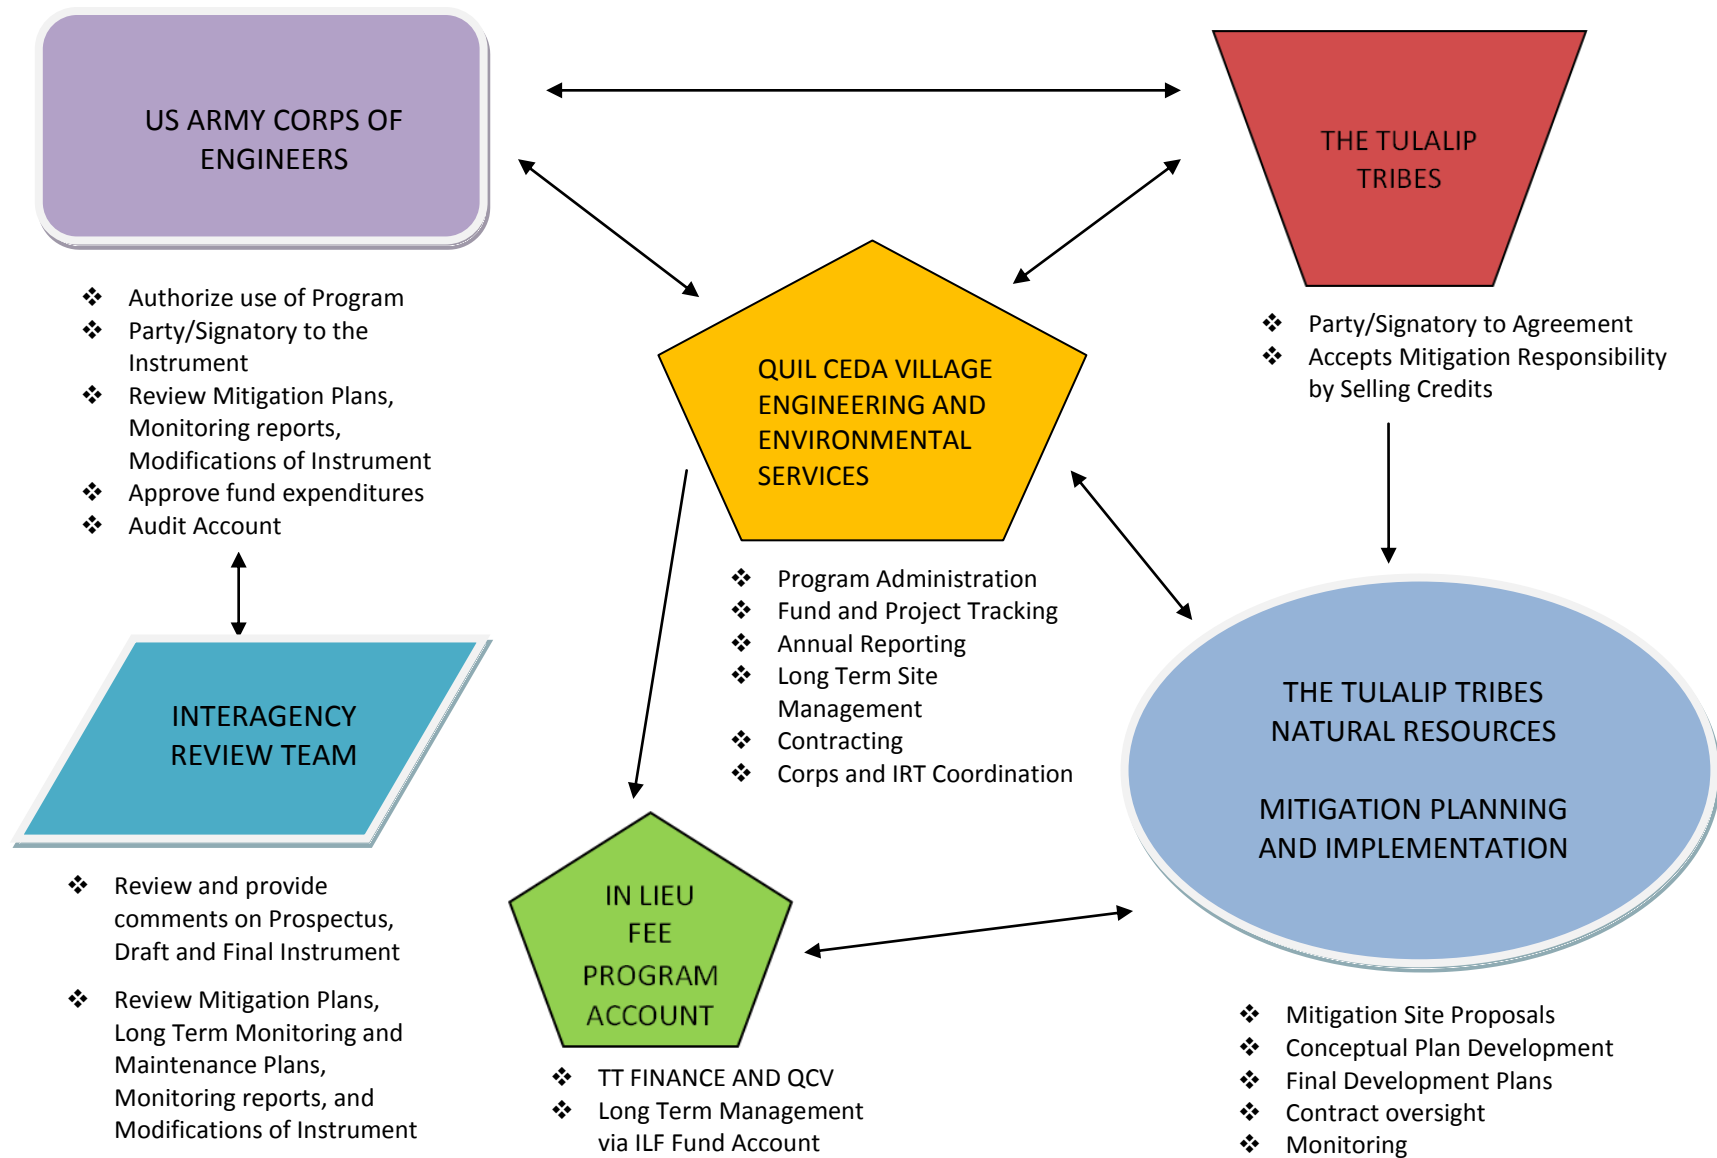 US ARMY CORPS OF
ENGINEERS
❖ Authorize use of Program
❖ Party/Signatory to the
Instrument
❖ Review Mitigation Plans,
Monitoring reports,
Modifications of Instrument
❖ Approve fund expenditures
❖ Audit Account
THE TULALIP
TRIBES
❖ Party/Signatory to Agreement
❖ Accepts Mitigation Responsibility
by Selling Credits
QUIL CEDA VILLAGE
ENGINEERING AND
ENVIRONMENTAL
SERVICES
❖ Program Administration
❖ Fund and Project Tracking
❖ Annual Reporting
❖ Long Term Site
Management
❖ Contracting
❖ Corps and IRT Coordination
INTERAGENCY
REVIEW TEAM
❖ Review and provide
comments on Prospectus,
Draft and Final Instrument
❖ Review Mitigation Plans,
Long Term Monitoring and
Maintenance Plans,
Monitoring reports, and
Modifications of Instrument
IN LIEU
FEE
PROGRAM
ACCOUNT
❖ TT FINANCE AND QCV
❖ Long Term Management
via ILF Fund Account
THE TULALIP TRIBES
NATURAL RESOURCES
MITIGATION PLANNING
AND IMPLEMENTATION
❖ Mitigation Site Proposals
❖ Conceptual Plan Development
❖ Final Development Plans
❖ Contract oversight
❖ Monitoring